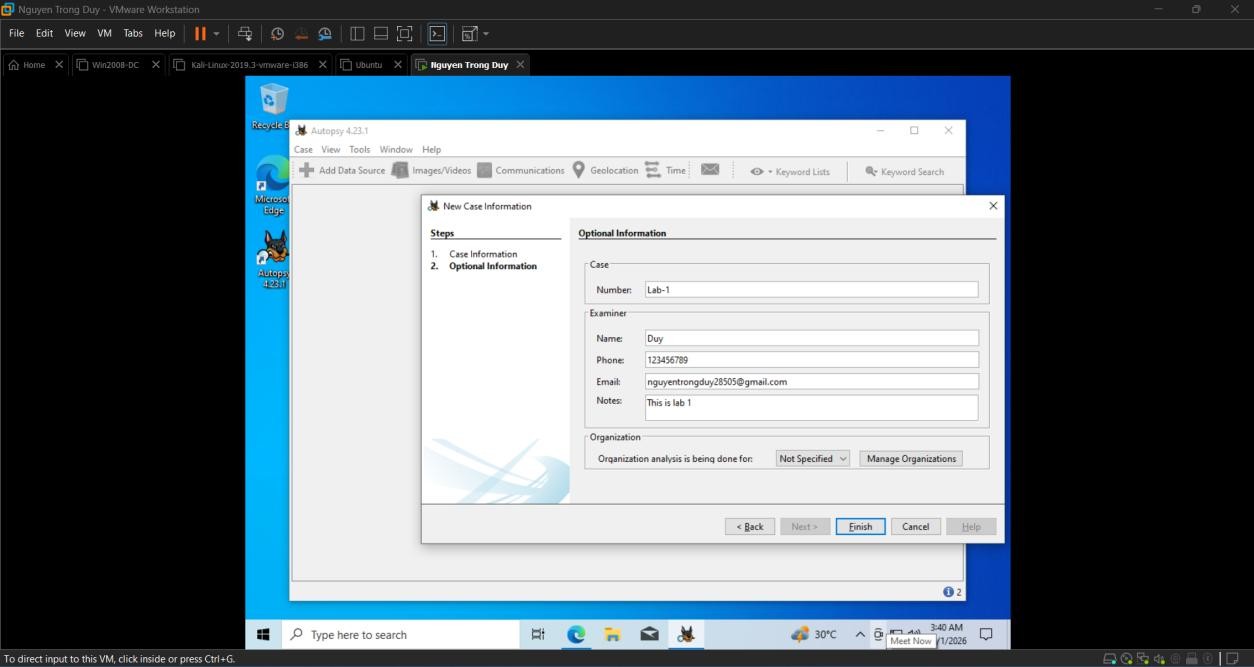 Nguyen Trong Duy - VMware Workstation
File Edit View VM Tabs Help
Home Win2008-DC Kali-Linux-2019.3-vmware-i386 Ubuntu Nguyen Trong Duy
Recycle B
Autopsy 4.23.1
Case View Tools Window Help
Add Data Source Images/Videos Communications Geolocation Time Keyword Lists Keyword Search
Microsof
Edge
Autopsy
4.23.1
New Case Information
Steps
1. Case Information
2. Optional Information
Optional Information
Case
Number: Lab-1
Examiner
Name: Duy
Phone: 123456789
Email: nguyentrongduy28505@gmail.com
Notes: This is lab 1
Organization
Organization analysis is being done for: Not Specified Manage Organizations
< Back Next > Finish Cancel Help
2
Type here to search
30°C
3:40 AM
/1/2026
Meet Now
To direct input to this VM, click inside or press Ctrl+G.